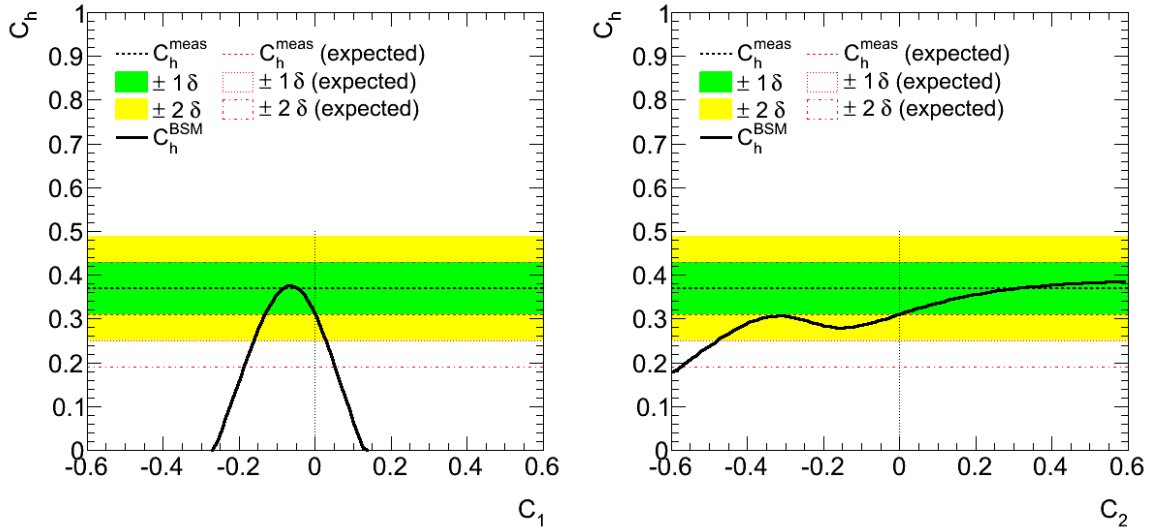 C_h
1
0.9
0.8
0.7
0.6
0.5
0.4
0.3
0.2
0.1
0
C_h^meas
C_h^meas (expected)
± 1 δ
± 1 δ (expected)
± 2 δ
± 2 δ (expected)
C_h^BSM
-0.6 -0.4 -0.2 0 0.2 0.4 0.6
C_1
C_h
1
0.9
0.8
0.7
0.6
0.5
0.4
0.3
0.2
0.1
0
C_h^meas
C_h^meas (expected)
± 1 δ
± 1 δ (expected)
± 2 δ
± 2 δ (expected)
C_h^BSM
-0.6 -0.4 -0.2 0 0.2 0.4 0.6
C_2